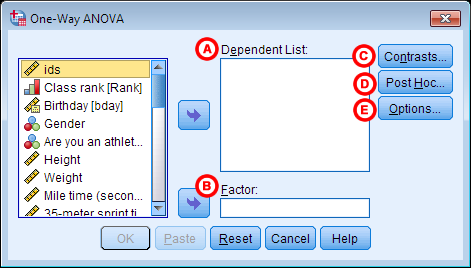 One-Way ANOVA
A Dependent List:
ids
Class rank [Rank]
Birthday [bday]
Gender
Are you an athlet...
Height
Weight
Mile time (secon...
35-meter sprint ti...
C Contrasts...
D Post Hoc...
E Options...
B Factor:
OK Paste Reset Cancel Help